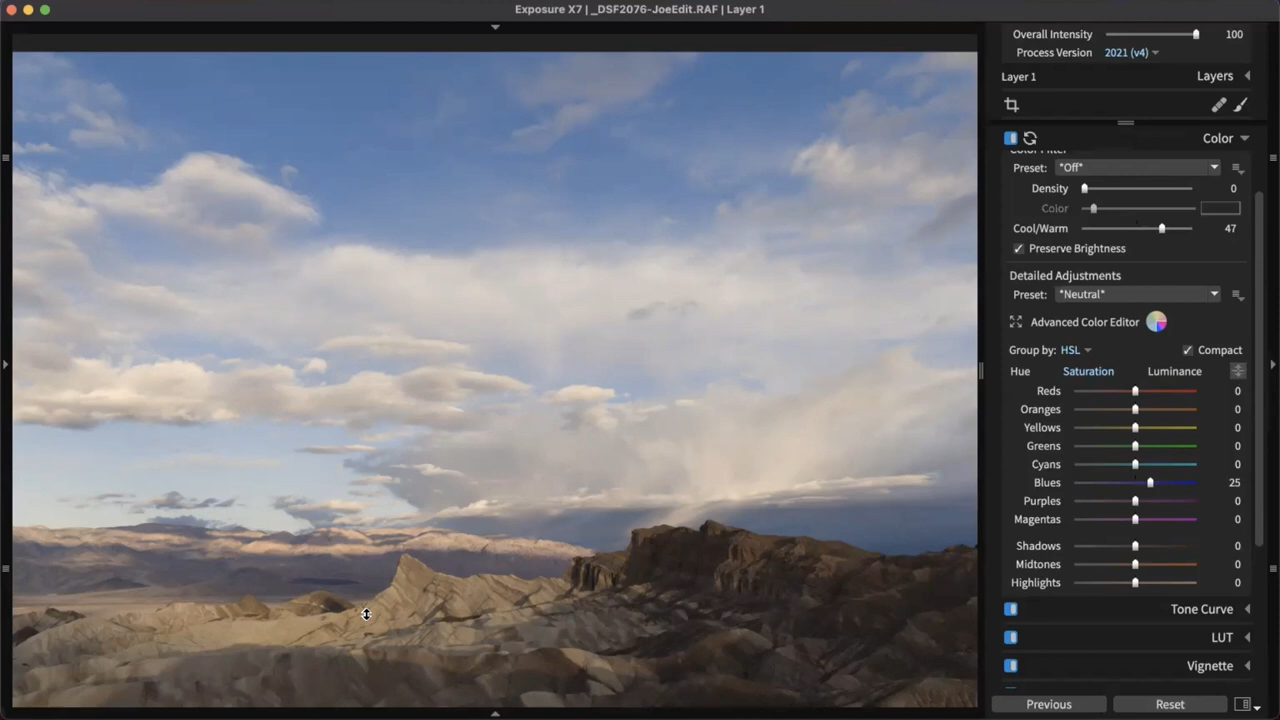 Exposure X7 | _DSF2076-JoeEdit.RAF | Layer 1
Overall Intensity 100
Process Version 2021 (v4)
Layer 1 Layers
Color
Color Filter
Preset: *Off*
Density 0
Color
Cool/Warm 47
Preserve Brightness
Detailed Adjustments
Preset: *Neutral*
Advanced Color Editor
Group by: HSL Compact
Hue Saturation Luminance
Reds 0
Oranges 0
Yellows 0
Greens 0
Cyans 0
Blues 25
Purples 0
Magentas 0
Shadows 0
Midtones 0
Highlights 0
Tone Curve
LUT
Vignette
Previous Reset